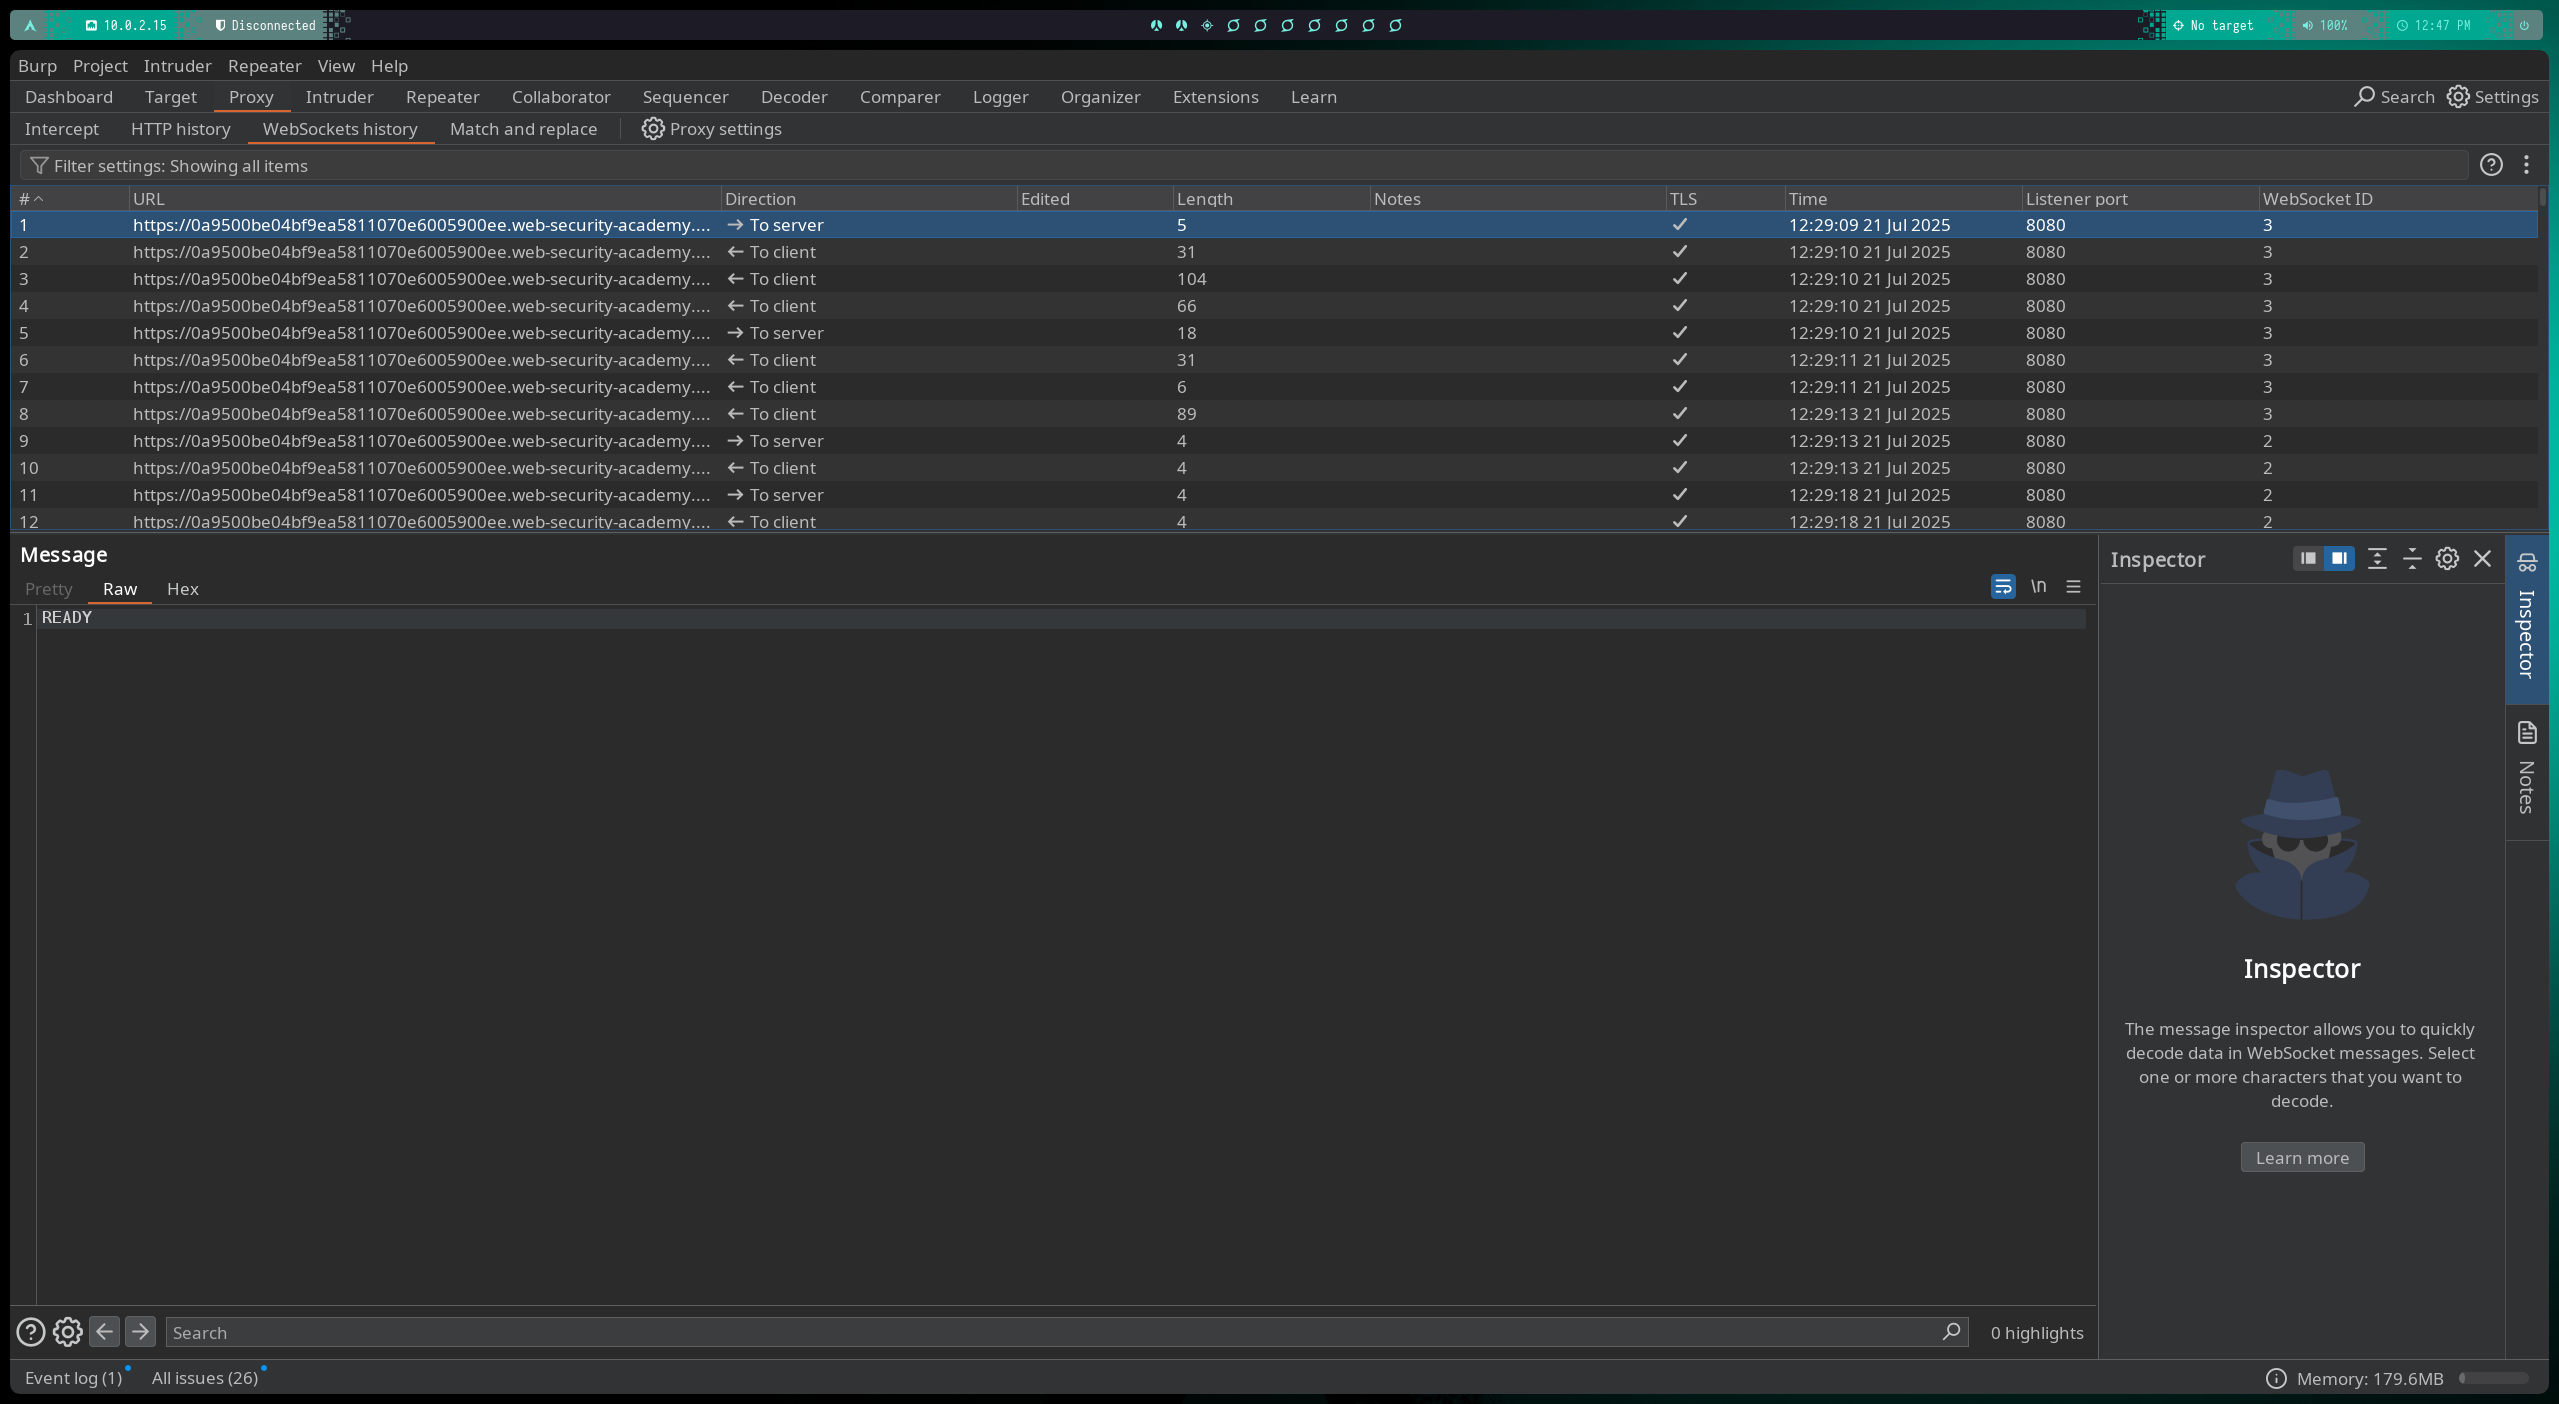 10.0.2.15 Disconnected No target 100% 12:47 PM
Burp Project Intruder Repeater View Help
Dashboard Target Proxy Intruder Repeater Collaborator Sequencer Decoder Comparer Logger Organizer Extensions Learn Search Settings
Intercept HTTP history WebSockets history Match and replace Proxy settings
Filter settings: Showing all items
# URL Direction Edited Length Notes TLS Time Listener port WebSocket ID
1 https://0a9500be04bf9ea5811070e6005900ee.web-security-academy.... → To server 5 ✓ 12:29:09 21 Jul 2025 8080 3
2 https://0a9500be04bf9ea5811070e6005900ee.web-security-academy.... ← To client 31 ✓ 12:29:10 21 Jul 2025 8080 3
3 https://0a9500be04bf9ea5811070e6005900ee.web-security-academy.... ← To client 104 ✓ 12:29:10 21 Jul 2025 8080 3
4 https://0a9500be04bf9ea5811070e6005900ee.web-security-academy.... ← To client 66 ✓ 12:29:10 21 Jul 2025 8080 3
5 https://0a9500be04bf9ea5811070e6005900ee.web-security-academy.... → To server 18 ✓ 12:29:10 21 Jul 2025 8080 3
6 https://0a9500be04bf9ea5811070e6005900ee.web-security-academy.... ← To client 31 ✓ 12:29:11 21 Jul 2025 8080 3
7 https://0a9500be04bf9ea5811070e6005900ee.web-security-academy.... ← To client 6 ✓ 12:29:11 21 Jul 2025 8080 3
8 https://0a9500be04bf9ea5811070e6005900ee.web-security-academy.... ← To client 89 ✓ 12:29:13 21 Jul 2025 8080 3
9 https://0a9500be04bf9ea5811070e6005900ee.web-security-academy.... → To server 4 ✓ 12:29:13 21 Jul 2025 8080 2
10 https://0a9500be04bf9ea5811070e6005900ee.web-security-academy.... ← To client 4 ✓ 12:29:13 21 Jul 2025 8080 2
11 https://0a9500be04bf9ea5811070e6005900ee.web-security-academy.... → To server 4 ✓ 12:29:18 21 Jul 2025 8080 2
12 https://0a9500be04bf9ea5811070e6005900ee.web-security-academy.... ← To client 4 ✓ 12:29:18 21 Jul 2025 8080 2
Message
Pretty Raw Hex \n
1 READY
Search 0 highlights
Inspector
Inspector
The message inspector allows you to quickly
decode data in WebSocket messages. Select
one or more characters that you want to
decode.
Learn more
Inspector
Notes
Event log (1) All issues (26) Memory: 179.6MB